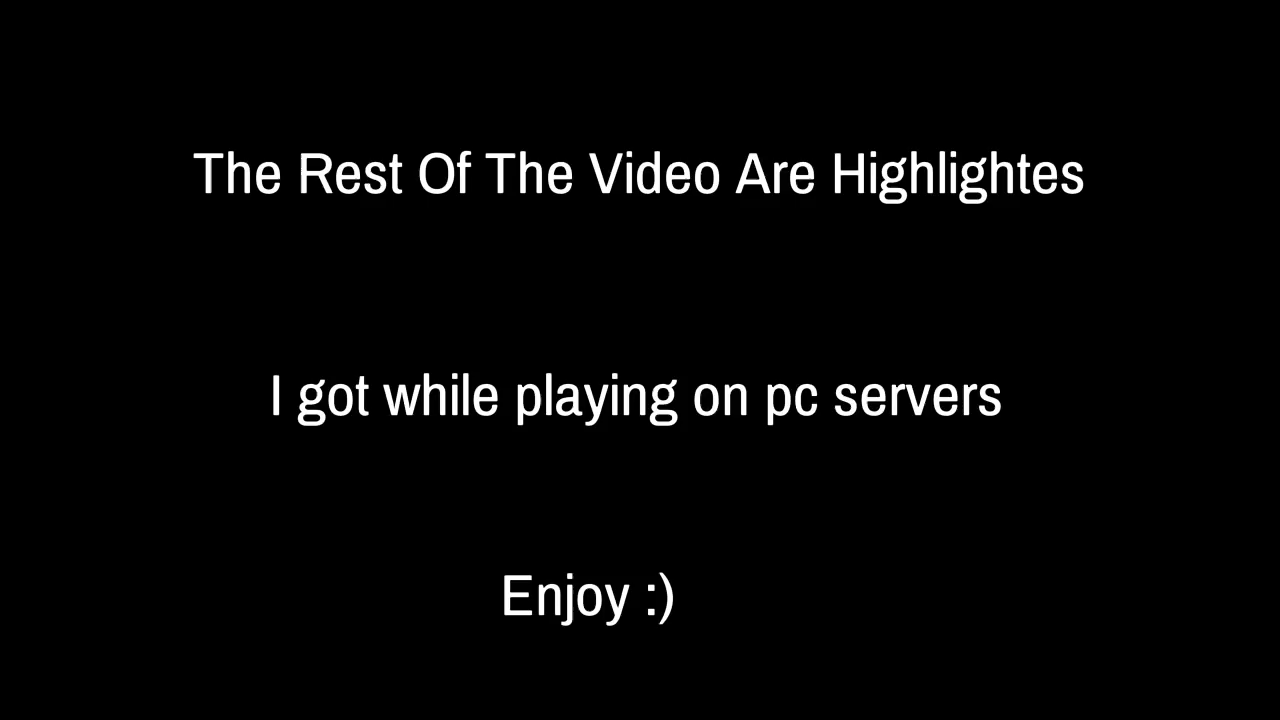 The Rest Of The Video Are Highlightes
I got while playing on pc servers
Enjoy :)